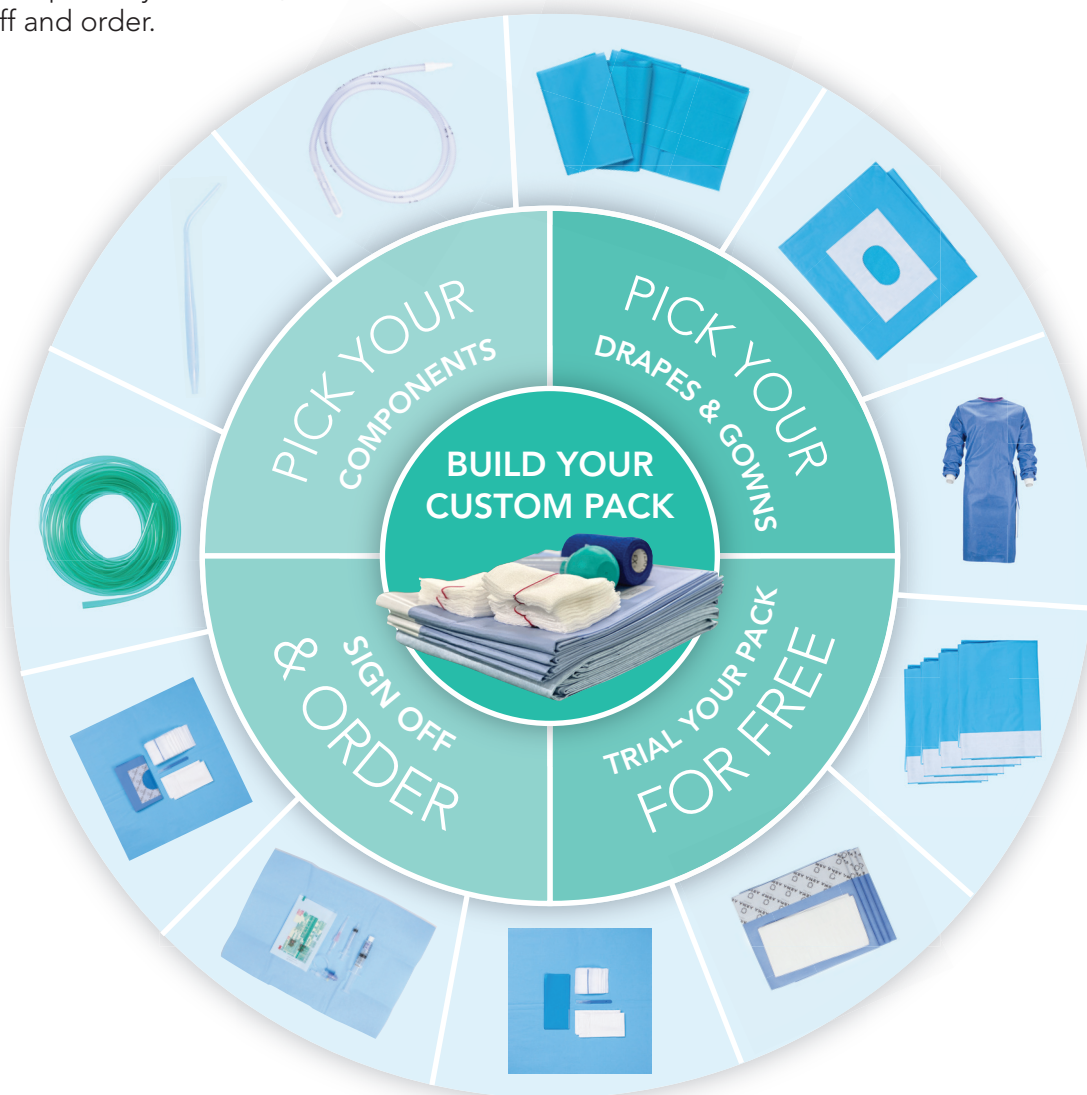 ff and order.
PICK YOUR
COMPONENTS
PICK YOUR
DRAPES & GOWNS
BUILD YOUR
CUSTOM PACK
SIGN OFF
& ORDER
TRIAL YOUR PACK
FOR FREE